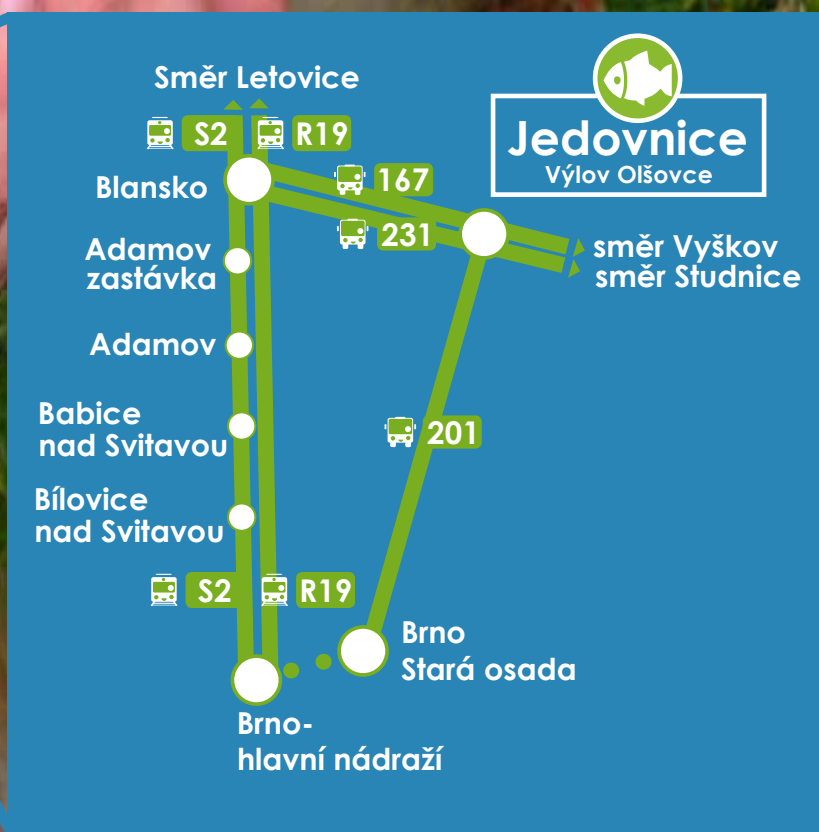 Směr Letovice
S2
R19
Jedovnice
Výlov Olšovce
Blansko
167
231
směr Vyškov
směr Studnice
Adamov
zastávka
Adamov
Babice
nad Svitavou
201
Bílovice
nad Svitavou
S2
R19
Brno
Stará osada
Brno-
hlavní nádraží